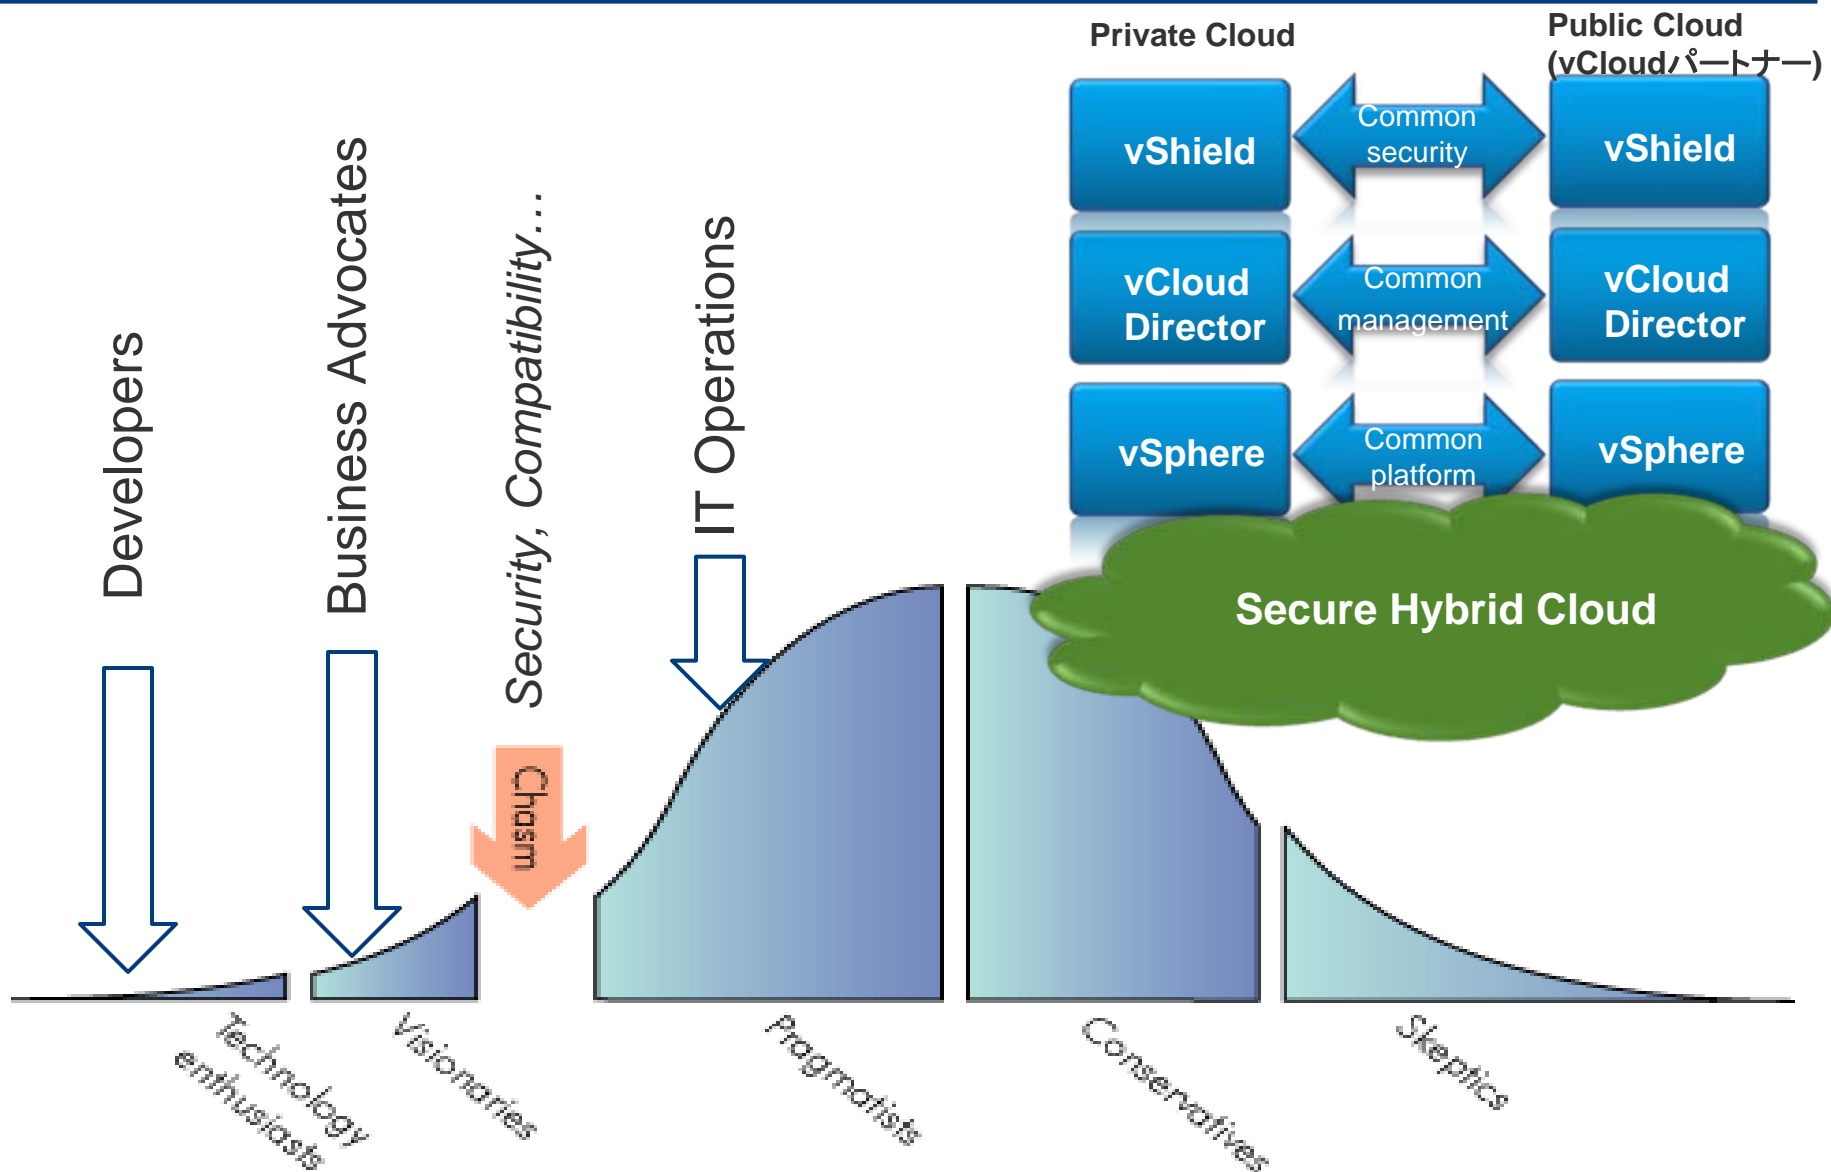 Private Cloud
Public Cloud
(vCloudパートナー)
vShield
Common
security
vShield
vCloud
Director
Common
management
vCloud
Director
vSphere
Common
platform
vSphere
Secure Hybrid Cloud
Developers
Business Advocates
Security, Compatibility…
IT Operations
Chasm
Technology
enthusiasts
Visionaries
Pragmatists
Conservatives
Skeptics